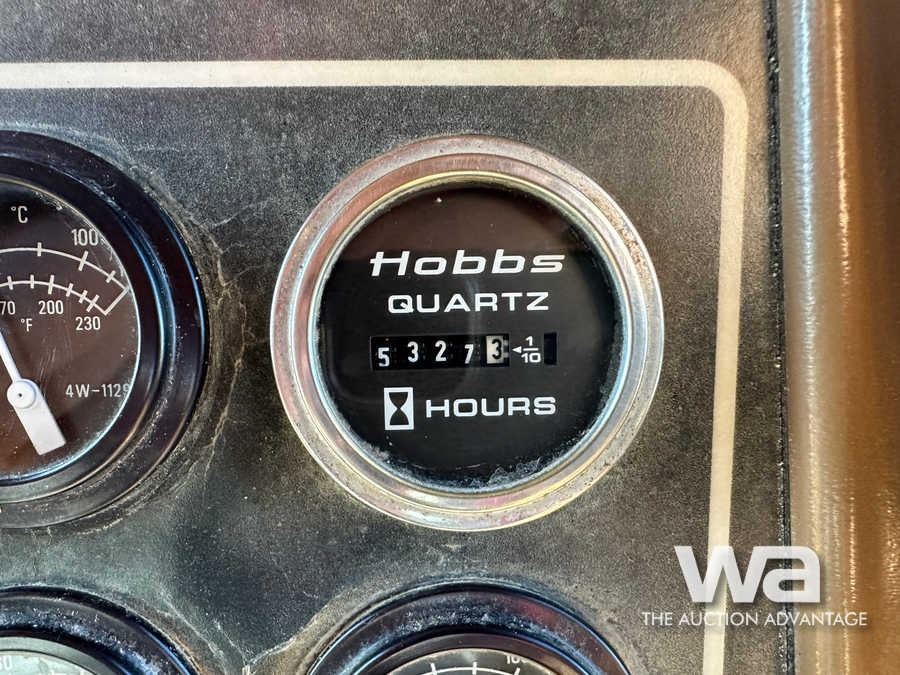 Hobbs
QUARTZ
5 3 2 7 3 ◄1/10
HOURS
°C
100
70 200
°F 230
4W-1129
wa
THE AUCTION ADVANTAGE